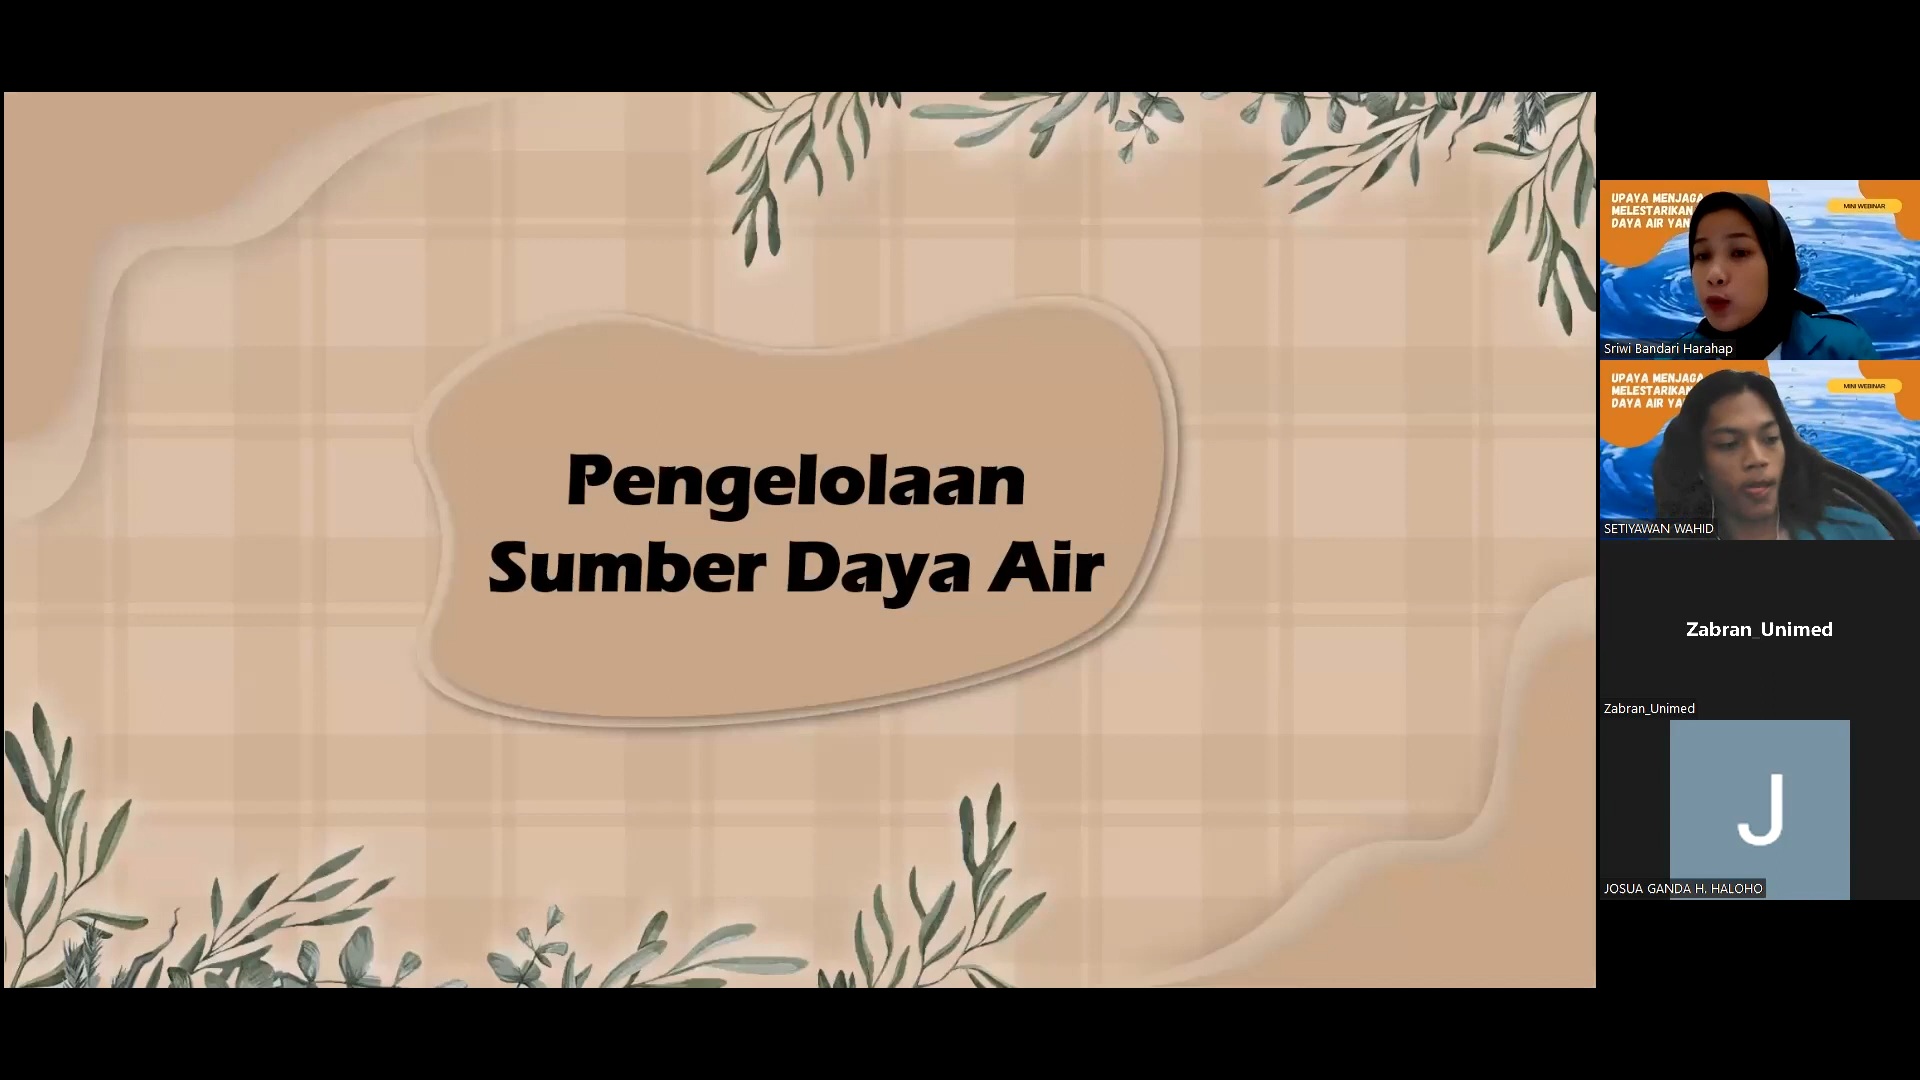 Pengelolaan
Sumber Daya Air
UPAYA MENJAGA
MELESTARIKAN
DAYA AIR YAN
MINI WEBINAR
Sriwi Bandari Harahap
UPAYA MENJAGA
MELESTARIKAN
DAYA AIR YA
MINI WEBINAR
SETIYAWAN WAHID
Zabran_Unimed
Zabran_Unimed
J
JOSUA GANDA H. HALOHO